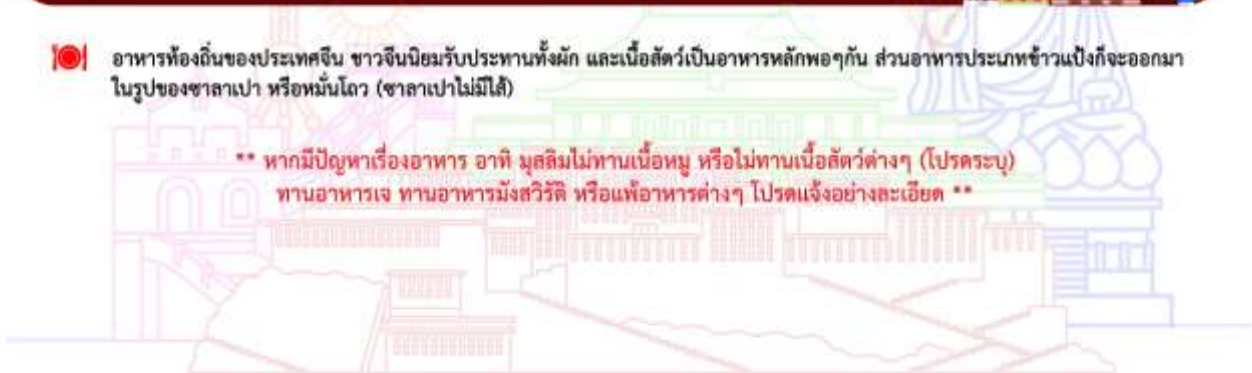 อาหารท้องถิ่นของประเทศจีน ชาวจีนนิยมรับประทานทั้งผัก และเนื้อสัตว์เป็นอาหารหลักพอๆกัน ส่วนอาหารประเภทข้าวแป้งก็จะออกมา
ในรูปของซาลาเปา หรือหมั่นโถว (ซาลาเปาไม่มีไส้)
** หากมีปัญหาเรื่องอาหาร อาทิ มุสลิมไม่ทานเนื้อหมู หรือไม่ทานเนื้อสัตว์ต่างๆ (โปรดระบุ)
ทานอาหารเจ ทานอาหารมังสวิรัติ หรือแพ้อาหารต่างๆ โปรดแจ้งอย่างละเอียด **